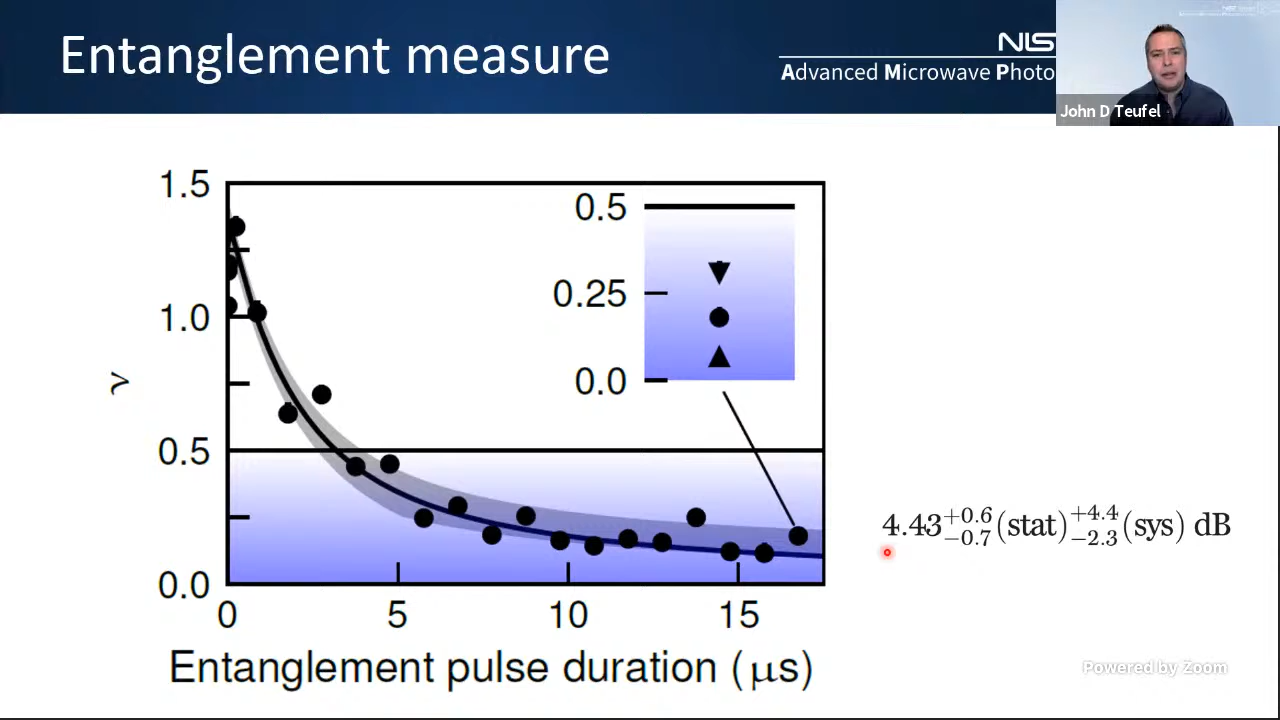 Entanglement measure
NIS
Advanced Microwave Photo
John D Teufel
1.5
1.0
0.5
0.0
ν
0.5
0.25
0.0
0
5
10
15
Entanglement pulse duration (μs)
4.43+0.6−0.7(stat)+4.4−2.3(sys) dB
Powered by Zoom